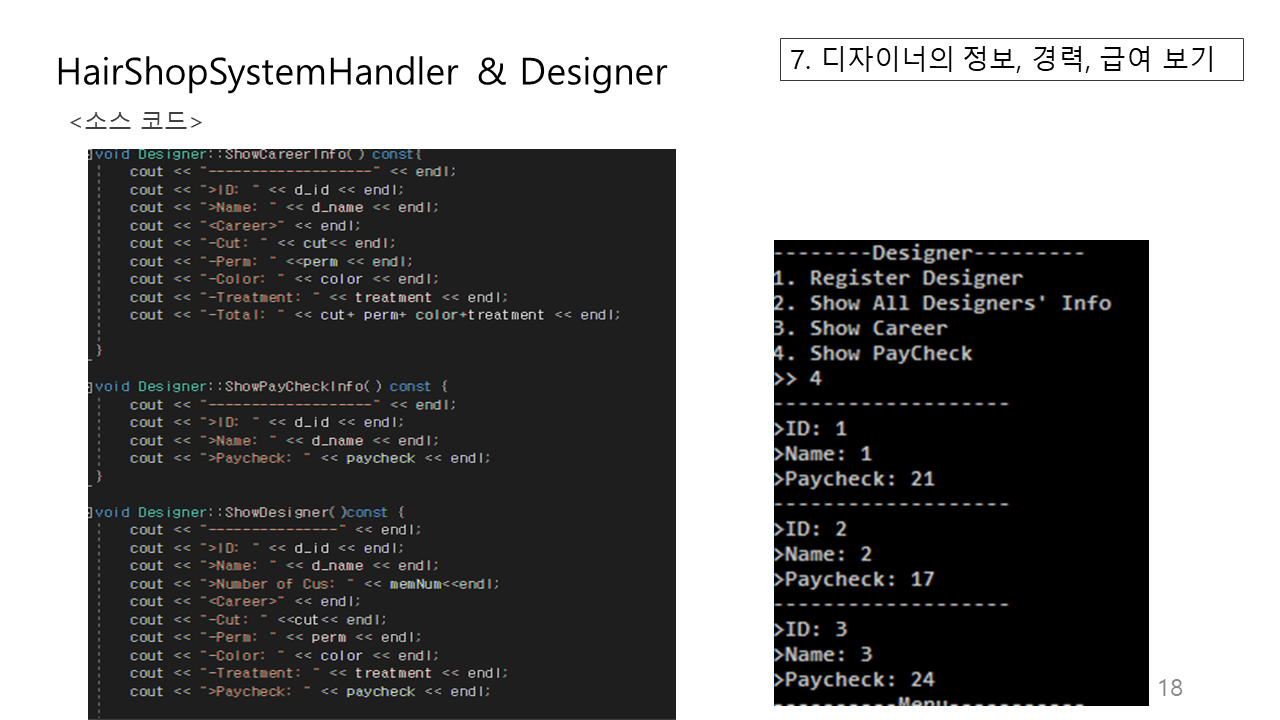 HairShopSystemHandler & Designer
7. 디자이너의 정보, 경력, 급여 보기
<소스 코드>
void Designer::ShowCareerInfo() const{
cout << "-------------------" << endl;
cout << ">ID: " << d_id << endl;
cout << ">Name: " << d_name << endl;
cout << "<Career>" << endl;
cout << "-Cut: " << cut<< endl;
cout << "-Perm: " <<perm << endl;
cout << "-Color: " << color << endl;
cout << "-Treatment: " << treatment << endl;
cout << "-Total: " << cut+ perm+ color+treatment << endl;
}
void Designer::ShowPayCheckInfo() const {
cout << "-------------------" << endl;
cout << ">ID: " << d_id << endl;
cout << ">Name: " << d_name << endl;
cout << ">Paycheck: " << paycheck << endl;
}
void Designer::ShowDesigner()const {
cout << "---------------" << endl;
cout << ">ID: " << d_id << endl;
cout << ">Name: " << d_name << endl;
cout << ">Number of Cus: " << memNum<<endl;
cout << "<Career>" << endl;
cout << "-Cut: " <<cut<< endl;
cout << "-Perm: " << perm << endl;
cout << "-Color: " << color << endl;
cout << "-Treatment: " << treatment << endl;
cout << ">Paycheck: " << paycheck << endl;
--------Designer---------
1. Register Designer
2. Show All Designers' Info
3. Show Career
4. Show PayCheck
>> 4
-------------------
>ID: 1
>Name: 1
>Paycheck: 21
-------------------
>ID: 2
>Name: 2
>Paycheck: 17
-------------------
>ID: 3
>Name: 3
>Paycheck: 24
----------Menu-----------
18